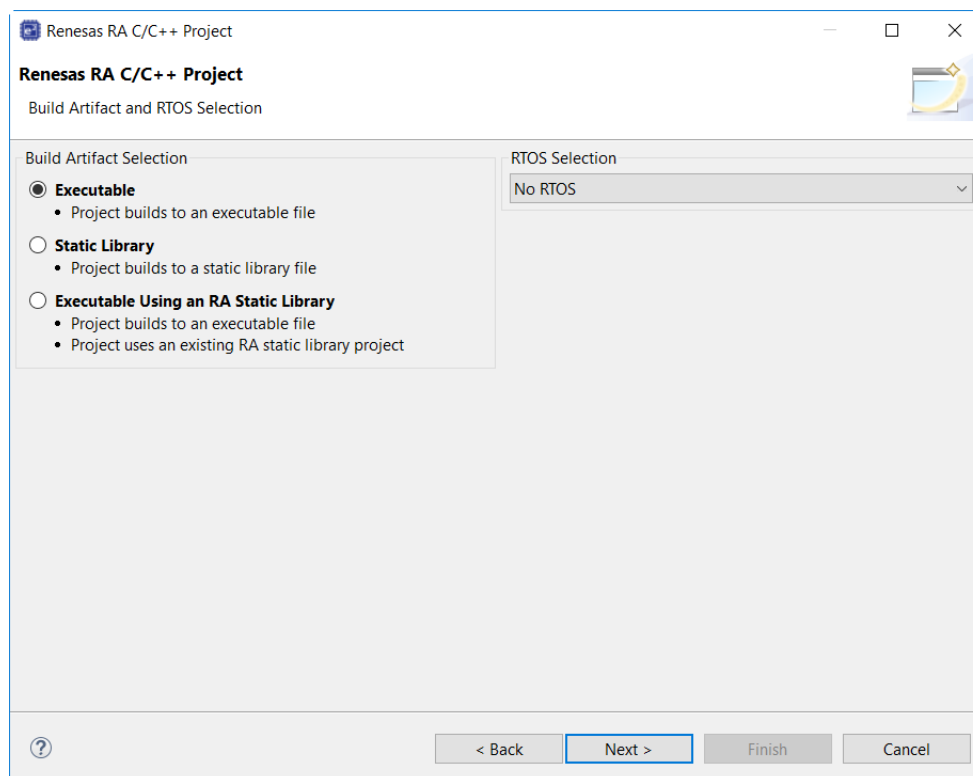 Renesas RA C/C++ Project
Renesas RA C/C++ Project
Build Artifact and RTOS Selection
Build Artifact Selection
Executable
• Project builds to an executable file
Static Library
• Project builds to a static library file
Executable Using an RA Static Library
• Project builds to an executable file
• Project uses an existing RA static library project
RTOS Selection
No RTOS
?
< Back
Next >
Finish
Cancel